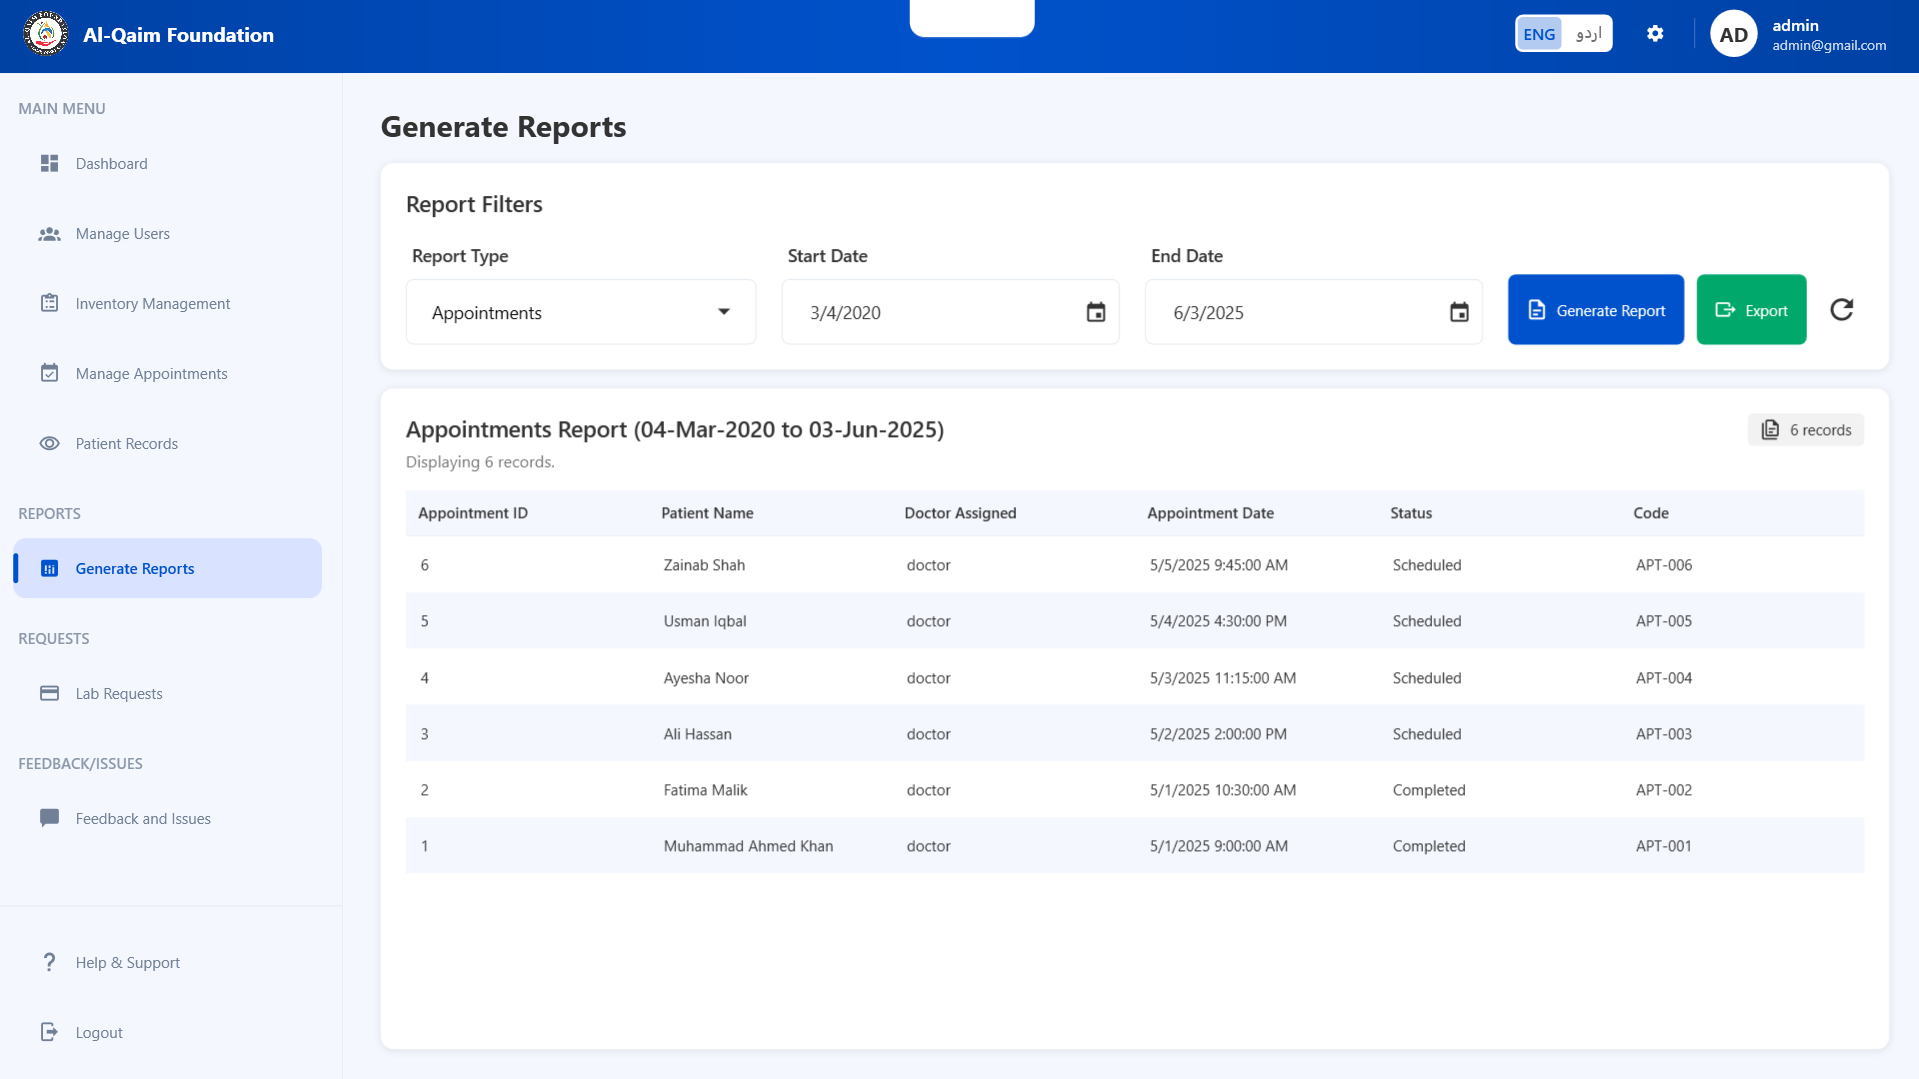 Al-Qaim Foundation
ENG
اردو
AD
admin
admin@gmail.com
MAIN MENU
Dashboard
Manage Users
Inventory Management
Manage Appointments
Patient Records
REPORTS
Generate Reports
REQUESTS
Lab Requests
FEEDBACK/ISSUES
Feedback and Issues
Help & Support
Logout
Generate Reports
Report Filters
Report Type
Start Date
End Date
Appointments
3/4/2020
6/3/2025
Generate Report
Export
Appointments Report (04-Mar-2020 to 03-Jun-2025)
6 records
Displaying 6 records.
Appointment ID Patient Name Doctor Assigned Appointment Date Status Code
6 Zainab Shah doctor 5/5/2025 9:45:00 AM Scheduled APT-006
5 Usman Iqbal doctor 5/4/2025 4:30:00 PM Scheduled APT-005
4 Ayesha Noor doctor 5/3/2025 11:15:00 AM Scheduled APT-004
3 Ali Hassan doctor 5/2/2025 2:00:00 PM Scheduled APT-003
2 Fatima Malik doctor 5/1/2025 10:30:00 AM Completed APT-002
1 Muhammad Ahmed Khan doctor 5/1/2025 9:00:00 AM Completed APT-001